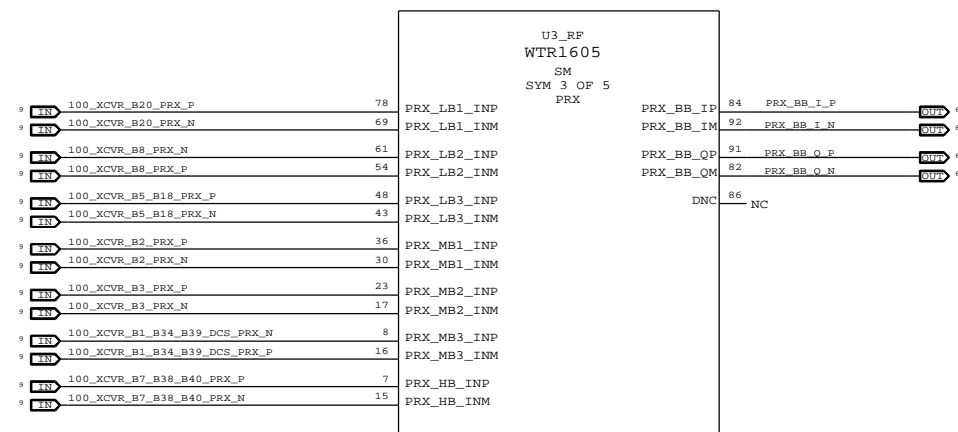 U3_RF
WTR1605
SM
SYM 3 OF 5
PRX
9 IN 100_XCVR_B20_PRX_P 78 PRX_LB1_INP PRX_BB_IP 84 PRX_BB_I_P OUT 6
9 IN 100_XCVR_B20_PRX_N 69 PRX_LB1_INM PRX_BB_IM 92 PRX_BB_I_N OUT 6
9 IN 100_XCVR_B8_PRX_N 61 PRX_LB2_INP PRX_BB_QP 91 PRX_BB_Q_P OUT 6
9 IN 100_XCVR_B8_PRX_P 54 PRX_LB2_INM PRX_BB_QM 82 PRX_BB_Q_N OUT 6
9 IN 100_XCVR_B5_B18_PRX_P 48 PRX_LB3_INP DNC 86 NC
9 IN 100_XCVR_B5_B18_PRX_N 43 PRX_LB3_INM
9 IN 100_XCVR_B2_PRX_P 36 PRX_MB1_INP
9 IN 100_XCVR_B2_PRX_N 30 PRX_MB1_INM
9 IN 100_XCVR_B3_PRX_P 23 PRX_MB2_INP
9 IN 100_XCVR_B3_PRX_N 17 PRX_MB2_INM
9 IN 100_XCVR_B1_B34_B39_DCS_PRX_N 8 PRX_MB3_INP
9 IN 100_XCVR_B1_B34_B39_DCS_PRX_P 16 PRX_MB3_INM
9 IN 100_XCVR_B7_B38_B40_PRX_P 7 PRX_HB_INP
9 IN 100_XCVR_B7_B38_B40_PRX_N 15 PRX_HB_INM